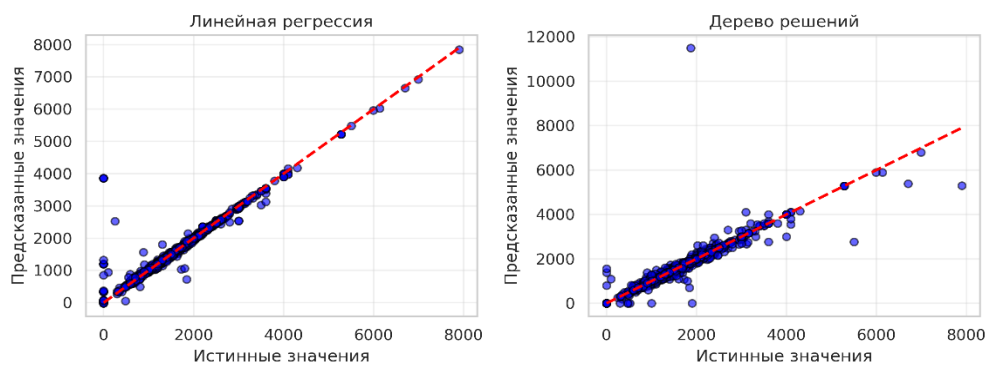 Линейная регрессия
Предсказанные значения
8000
7000
6000
5000
4000
3000
2000
1000
0
0 2000 4000 6000 8000
Истинные значения
Дерево решений
Предсказанные значения
12000
10000
8000
6000
4000
2000
0
0 2000 4000 6000 8000
Истинные значения